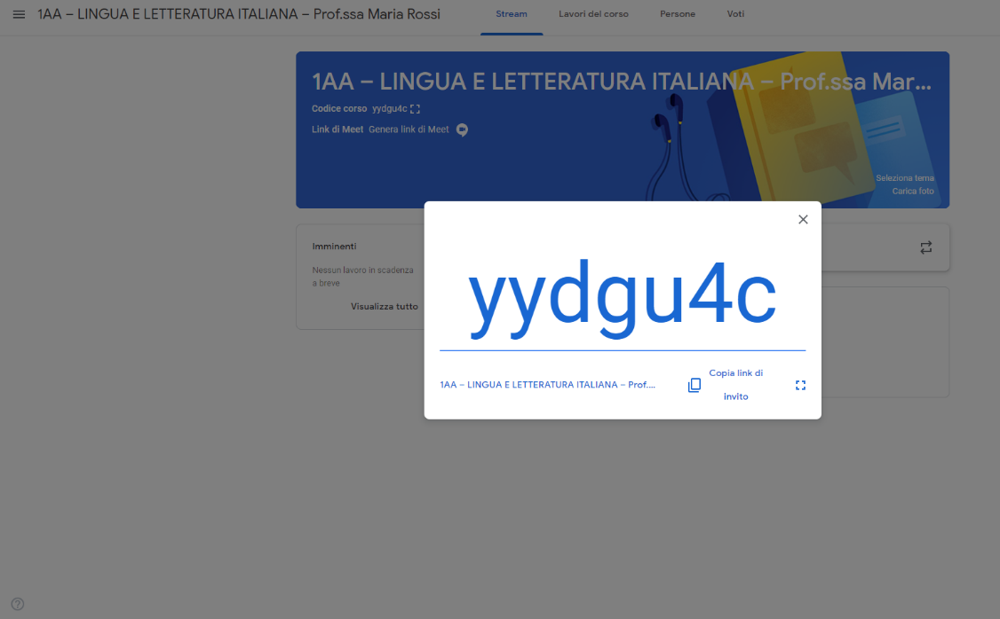 1AA – LINGUA E LETTERATURA ITALIANA – Prof.ssa Maria Rossi
Stream
Lavori del corso
Persone
Voti
1AA – LINGUA E LETTERATURA ITALIANA – Prof.ssa Mar...
Codice corso yydgu4c
Link di Meet Genera link di Meet
Seleziona tema
Carica foto
Imminenti
Nessun lavoro in scadenza
a breve
Visualizza tutto
yydgu4c
1AA – LINGUA E LETTERATURA ITALIANA – Prof....
Copia link di
invito